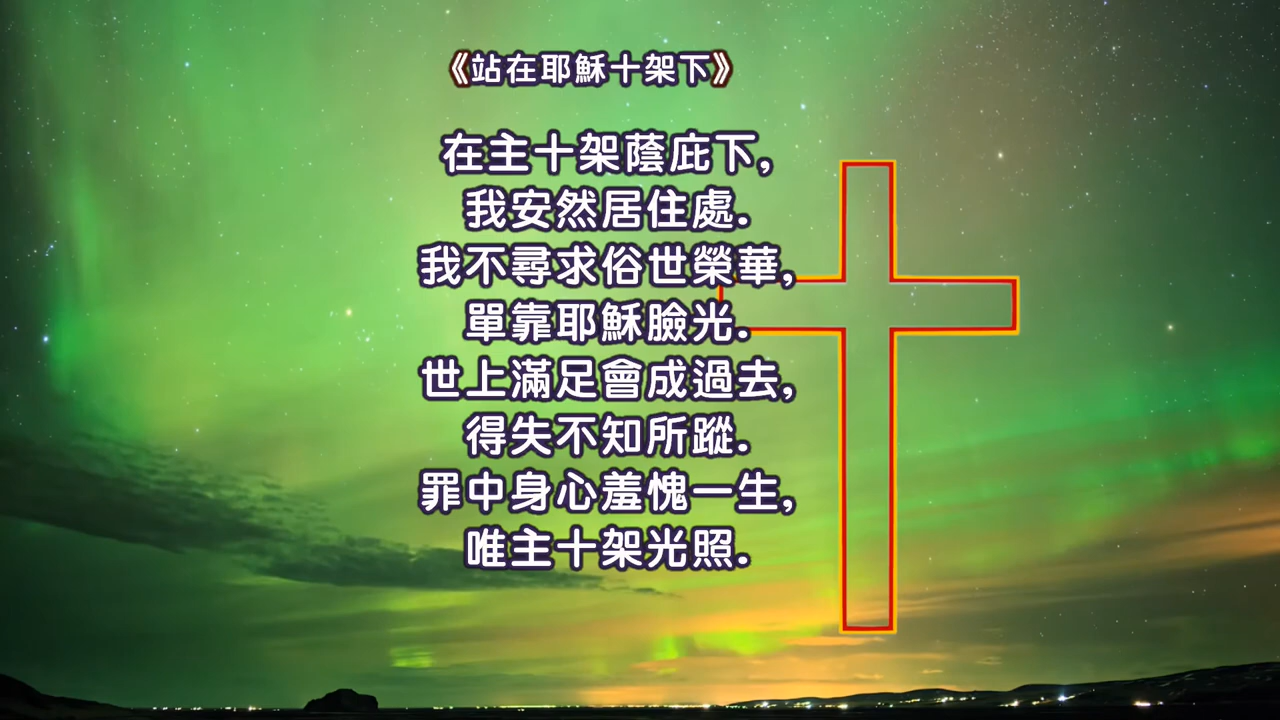 《站在耶穌十架下》
在主十架蔭庇下,
我安然居住處.
我不尋求俗世榮華,
單靠耶穌臉光.
世上滿足會成過去,
得失不知所蹤.
罪中身心羞愧一生,
唯主十架光照.